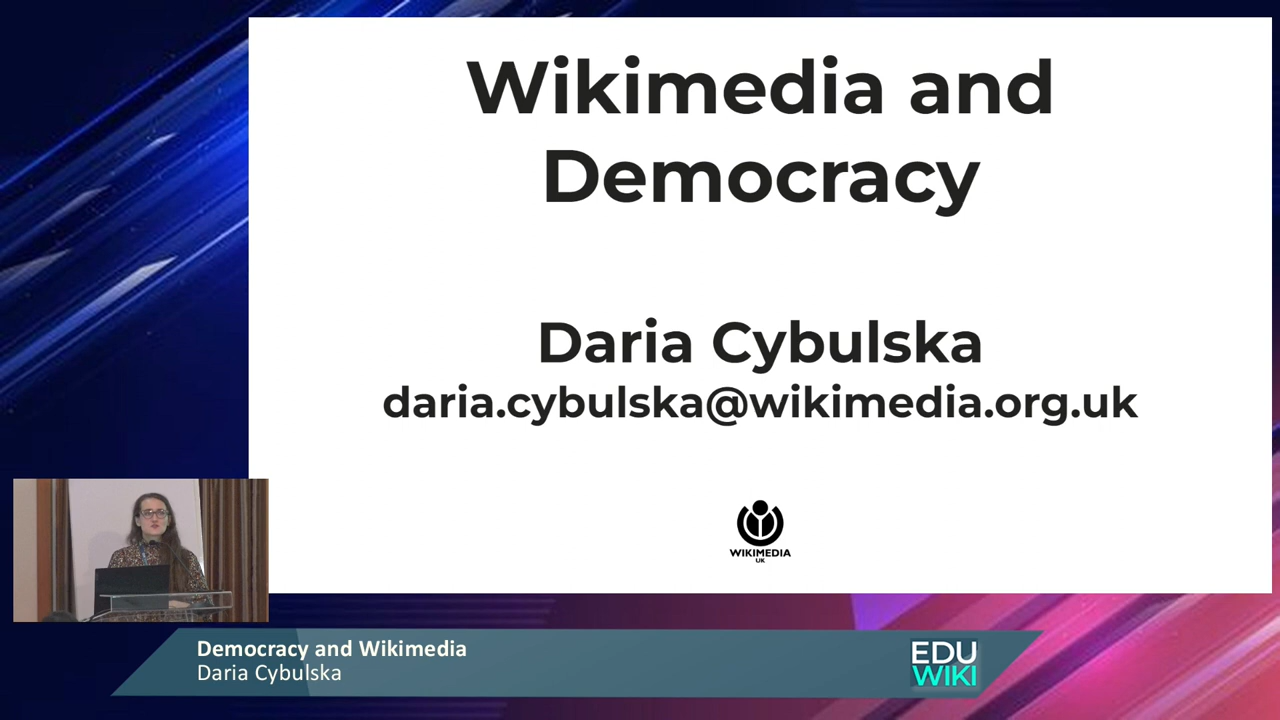 Wikimedia and
Democracy
Daria Cybulska
daria.cybulska@wikimedia.org.uk
WIKIMEDIA
UK
Democracy and Wikimedia
Daria Cybulska
EDU
WIKI